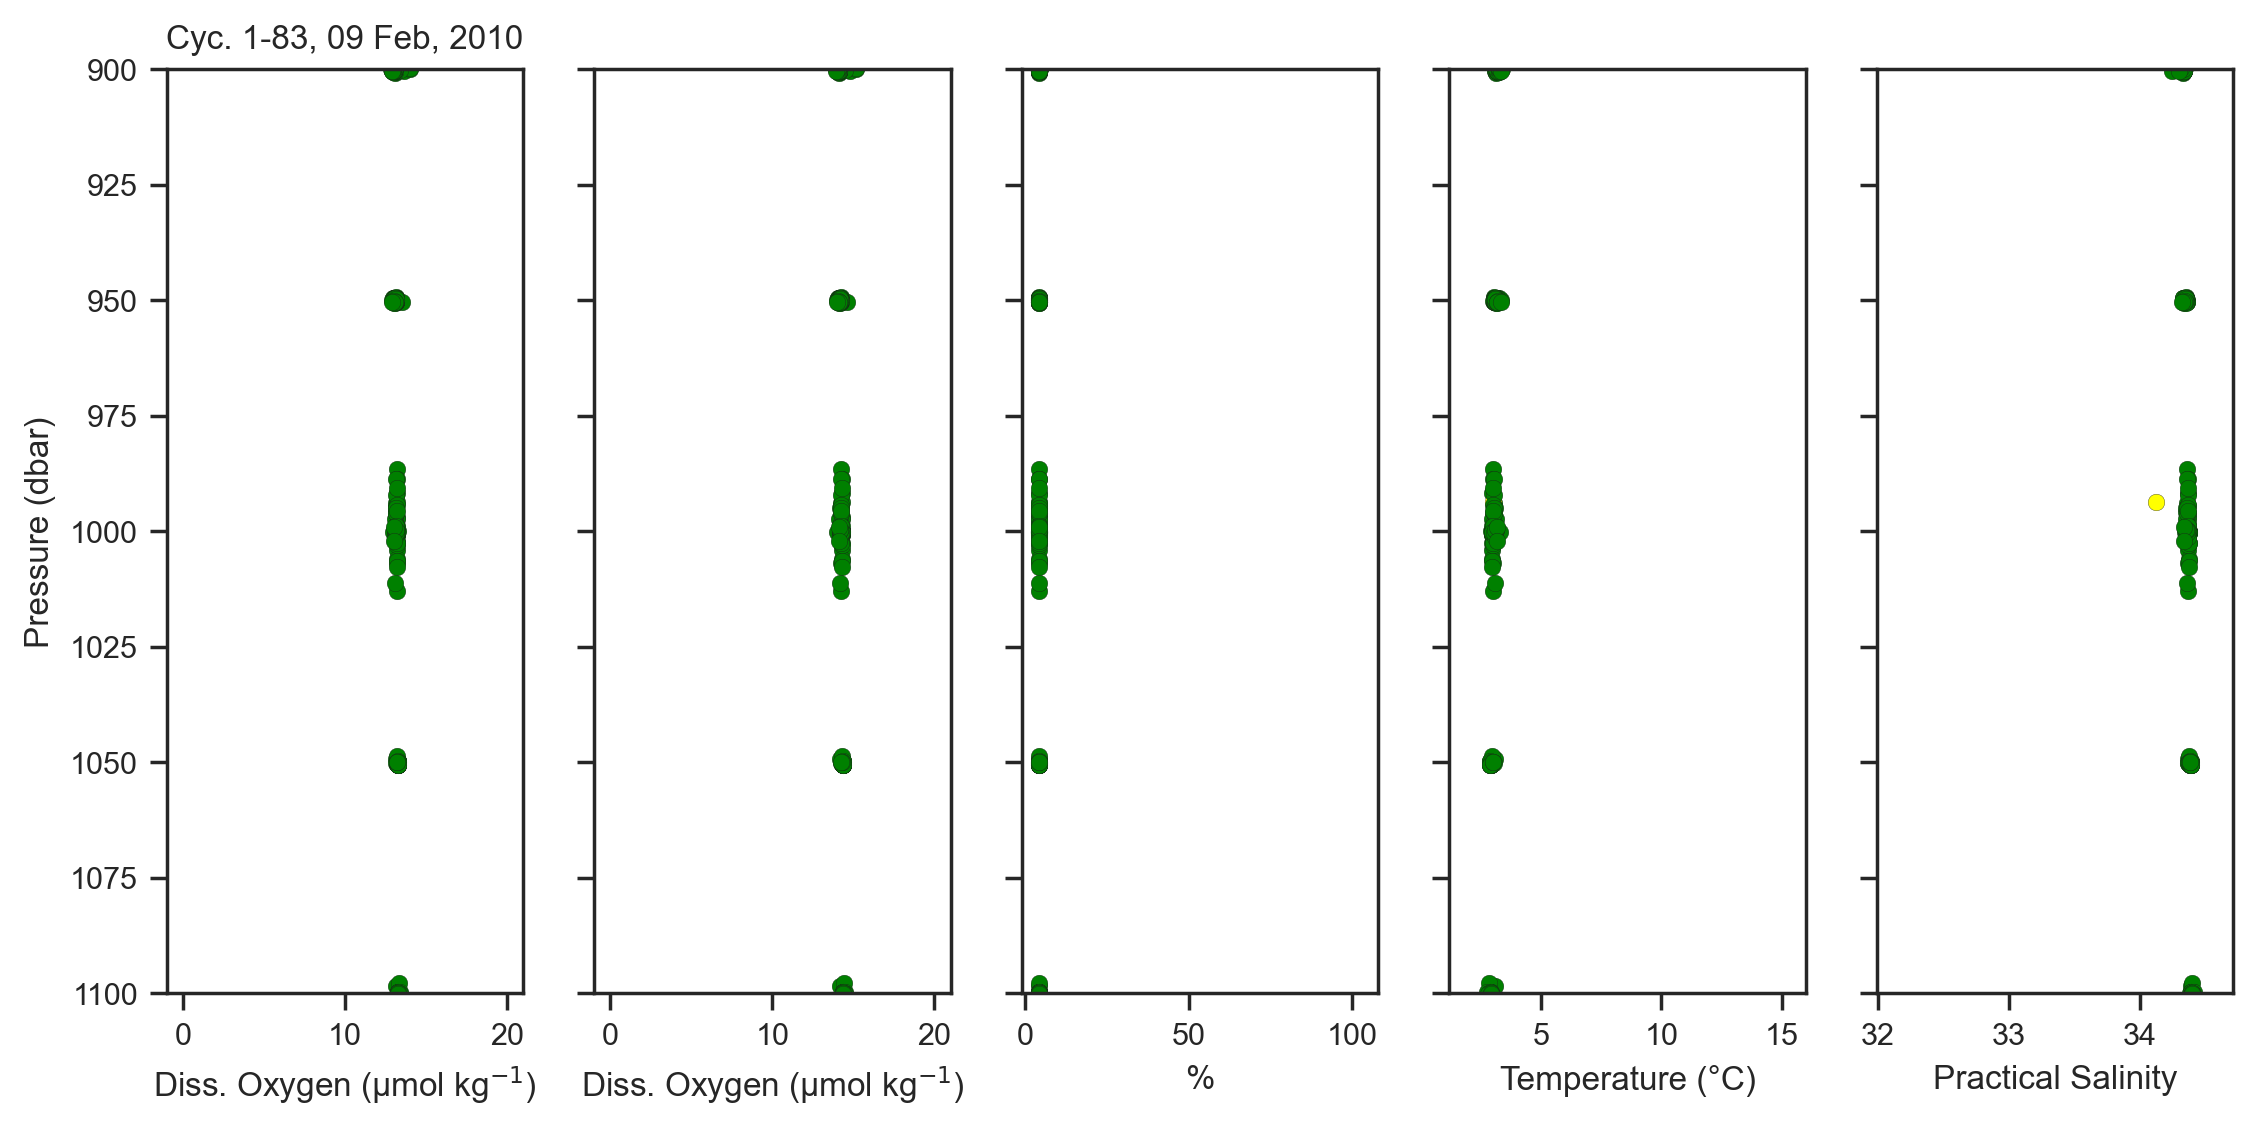 Cyc. 1-83, 09 Feb, 2010
Pressure (dbar)
900
925
950
975
1000
1025
1050
1075
1100
0 10 20
0 10 20
0 50 100
5 10 15
32 33 34
Diss. Oxygen (µmol kg⁻¹)
Diss. Oxygen (µmol kg⁻¹)
%
Temperature (°C)
Practical Salinity